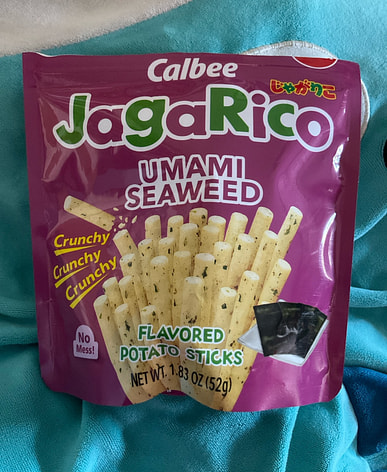 Calbee
じゃがりこ
JagaRico
UMAMI
SEAWEED
Crunchy
Crunchy
Crunchy
No
Mess!
FLAVORED
POTATO STICKS
NET WT. 1.83 OZ (52g)